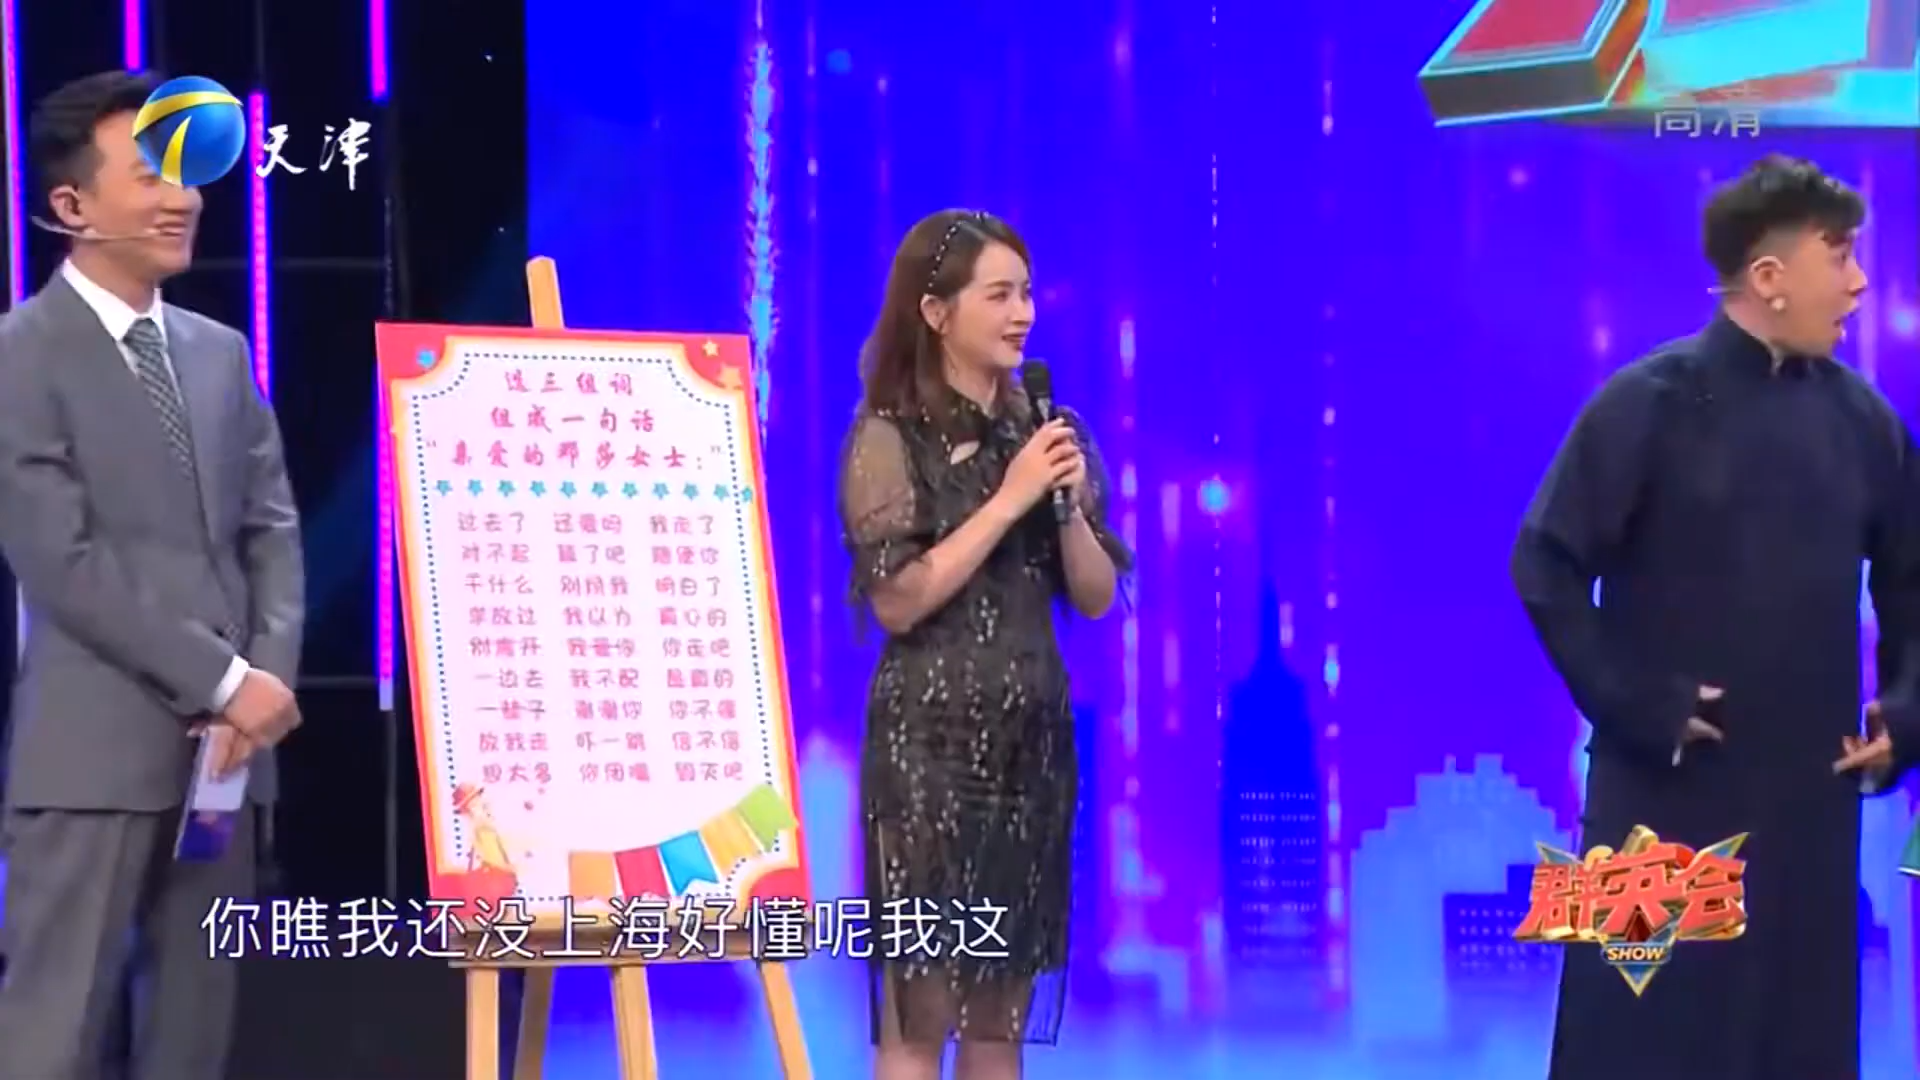 天津
高清
选三组词
组成一句话
"亲爱的那莎女士："
过去了 还爱吗 我走了
对不起 算了吧 随便你
干什么 别烦我 明白了
学放过 我以为 真心的
别离开 我爱你 你走吧
一边去 我不配 是真的
一辈子 谢谢你 你不懂
放我走 吓一跳 信不信
想太多 你闭嘴 毁灭吧
群英会
SHOW
你瞧我还没上海好懂呢我这